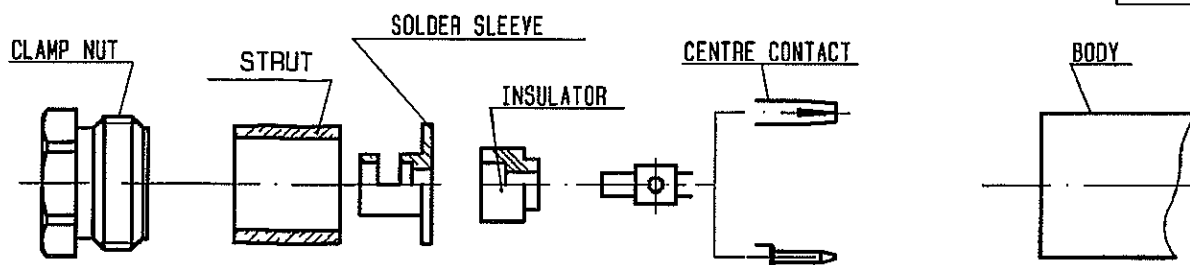 CLAMP NUT
STRUT
SOLDER SLEEVE
INSULATOR
CENTRE CONTACT
BODY